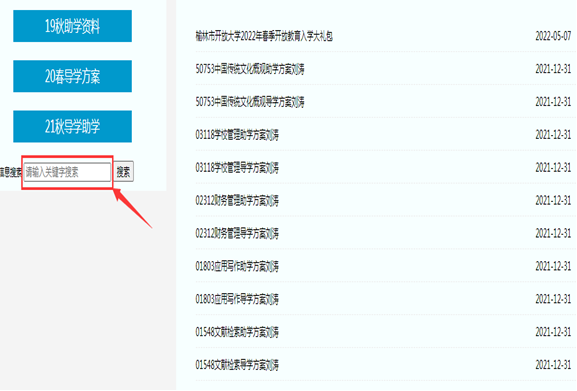 19秋助学资料
20春导学方案
21秋导学助学
信息搜索
请输入关键字搜索
搜索
榆林市开放大学2022年春季开放教育入学大礼包 2022-05-07
50753中国传统文化概观助学方案刘涛 2021-12-31
50753中国传统文化概观导学方案刘涛 2021-12-31
03118学校管理助学方案刘涛 2021-12-31
03118学校管理导学方案刘涛 2021-12-31
02312财务管理助学方案刘涛 2021-12-31
02312财务管理导学方案刘涛 2021-12-31
01803应用写作助学方案刘涛 2021-12-31
01803应用写作导学方案刘涛 2021-12-31
01548文献检索助学方案刘涛 2021-12-31
01548文献检索导学方案刘涛 2021-12-31